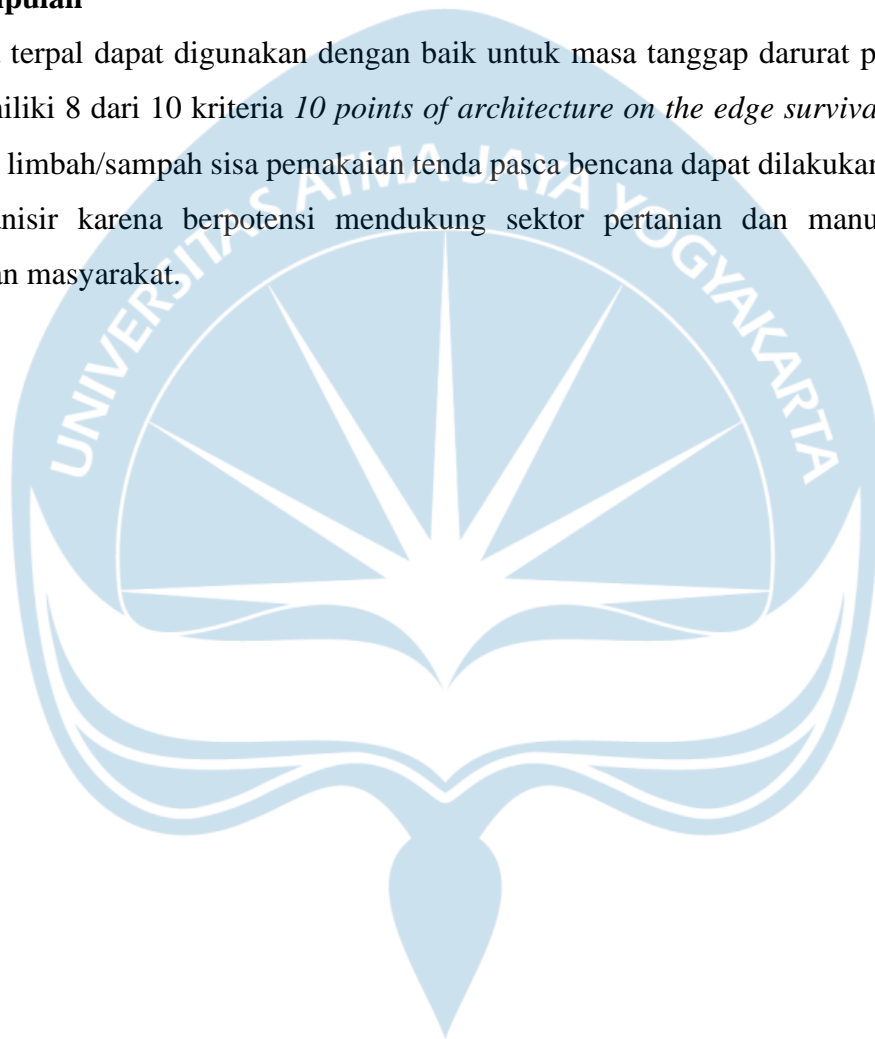 pulan
terpal dapat digunakan dengan baik untuk masa tanggap darurat p
niliki 8 dari 10 kriteria 10 points of architecture on the edge surviva
limbah/sampah sisa pemakaian tenda pasca bencana dapat dilakukan
anisir karena berpotensi mendukung sektor pertanian dan manu
an masyarakat.
UNIVERSITAS ATMA JAYA YOGYAKARTA